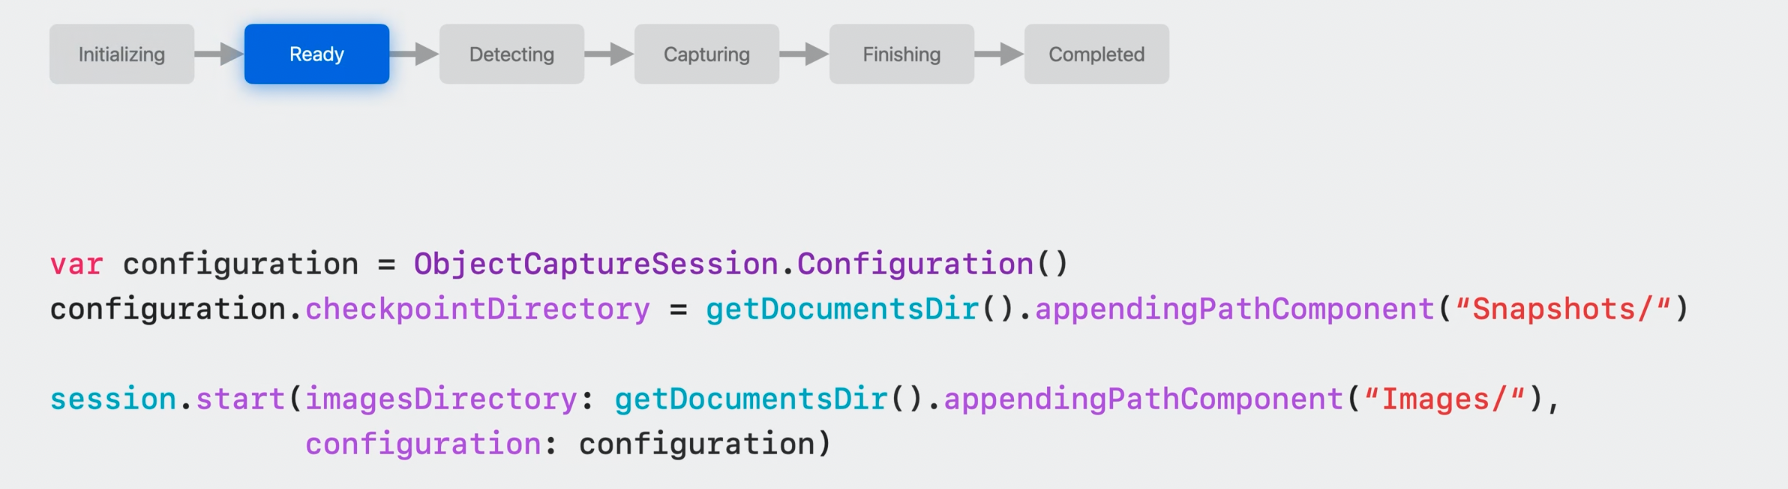 Initializing
Ready
Detecting
Capturing
Finishing
Completed
var configuration = ObjectCaptureSession.Configuration()
configuration.checkpointDirectory = getDocumentsDir().appendingPathComponent(“Snapshots/“)
session.start(imagesDirectory: getDocumentsDir().appendingPathComponent(“Images/“),
configuration: configuration)